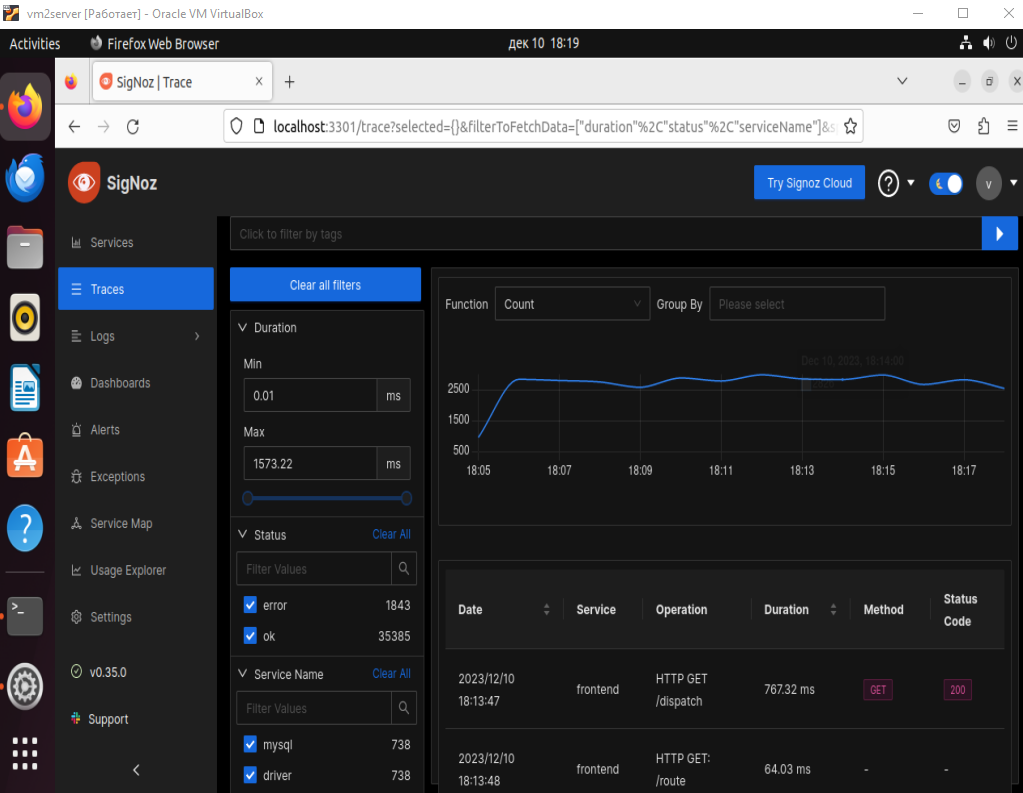 vm2server [Работает] - Oracle VM VirtualBox
Activities Firefox Web Browser дек 10 18:19
SigNoz | Trace
localhost:3301/trace?selected={}&filterToFetchData=["duration"%2C"status"%2C"serviceName"]&s
SigNoz
Try Signoz Cloud
v
Services
Traces
Logs
Dashboards
Alerts
Exceptions
Service Map
Usage Explorer
Settings
v0.35.0
Support
Click to filter by tags
Clear all filters
Duration
Min
0.01 ms
Max
1573.22 ms
Status Clear All
Filter Values
error 1843
ok 35385
Service Name Clear All
Filter Values
mysql 738
driver 738
Function Count Group By Please select
Dec 10, 2023, 18:14:00
2500
1500
500
18:05 18:07 18:09 18:11 18:13 18:15 18:17
Date Service Operation Duration Method Status Code
2023/12/10 18:13:47 frontend HTTP GET /dispatch 767.32 ms GET 200
2023/12/10 18:13:48 frontend HTTP GET: /route 64.03 ms - -